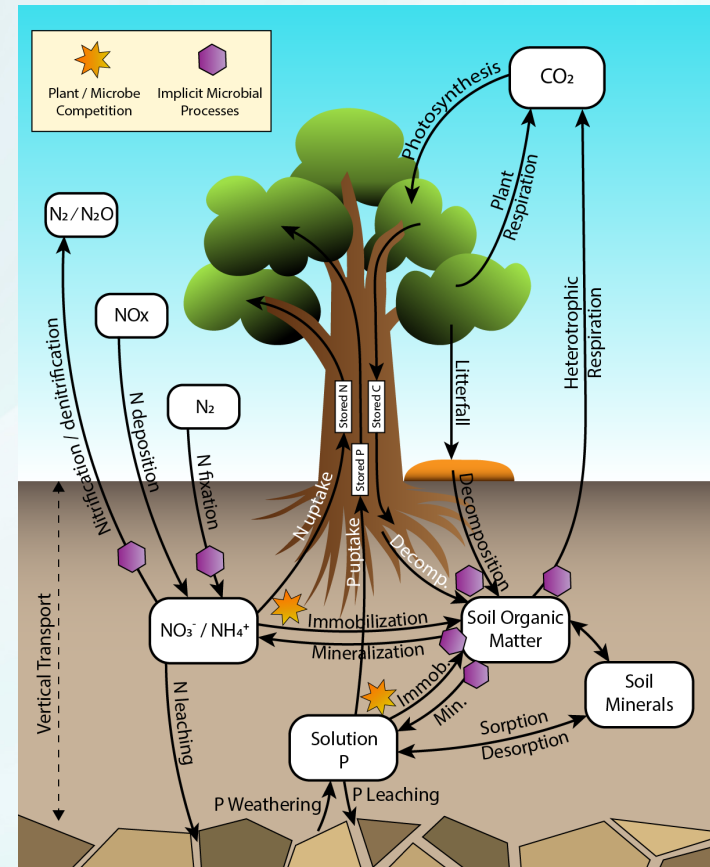 Plant / Microbe
Competition
Implicit Microbial
Processes
CO₂
Photosynthesis
Plant
Respiration
Heterotrophic
Respiration
N₂ / N₂O
NOx
N₂
Nitrification / denitrification
N deposition
N fixation
Stored N
Stored C
Stored P
Litterfall
N uptake
P uptake
Decomp.
Decomposition
Vertical Transport
NO₃⁻ / NH₄⁺
Immobilization
Mineralization
Soil Organic
Matter
Immob.
Min.
Soil
Minerals
Sorption
Desorption
Solution
P
N leaching
P Weathering
P Leaching